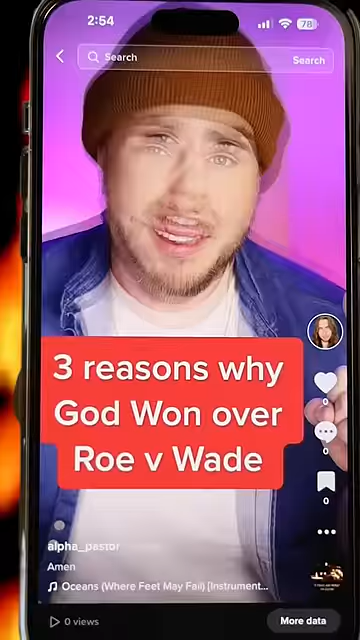 2:54
78
Search
Search
3 reasons why
God Won over
Roe v Wade
0
0
0
alpha_pastor
Amen
Oceans (Where Feet May Fail) [Instrument...
0 views
More data